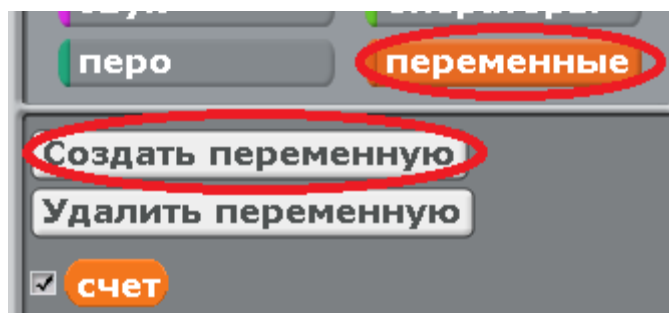 перо переменные
Создать переменную
Удалить переменную
счет